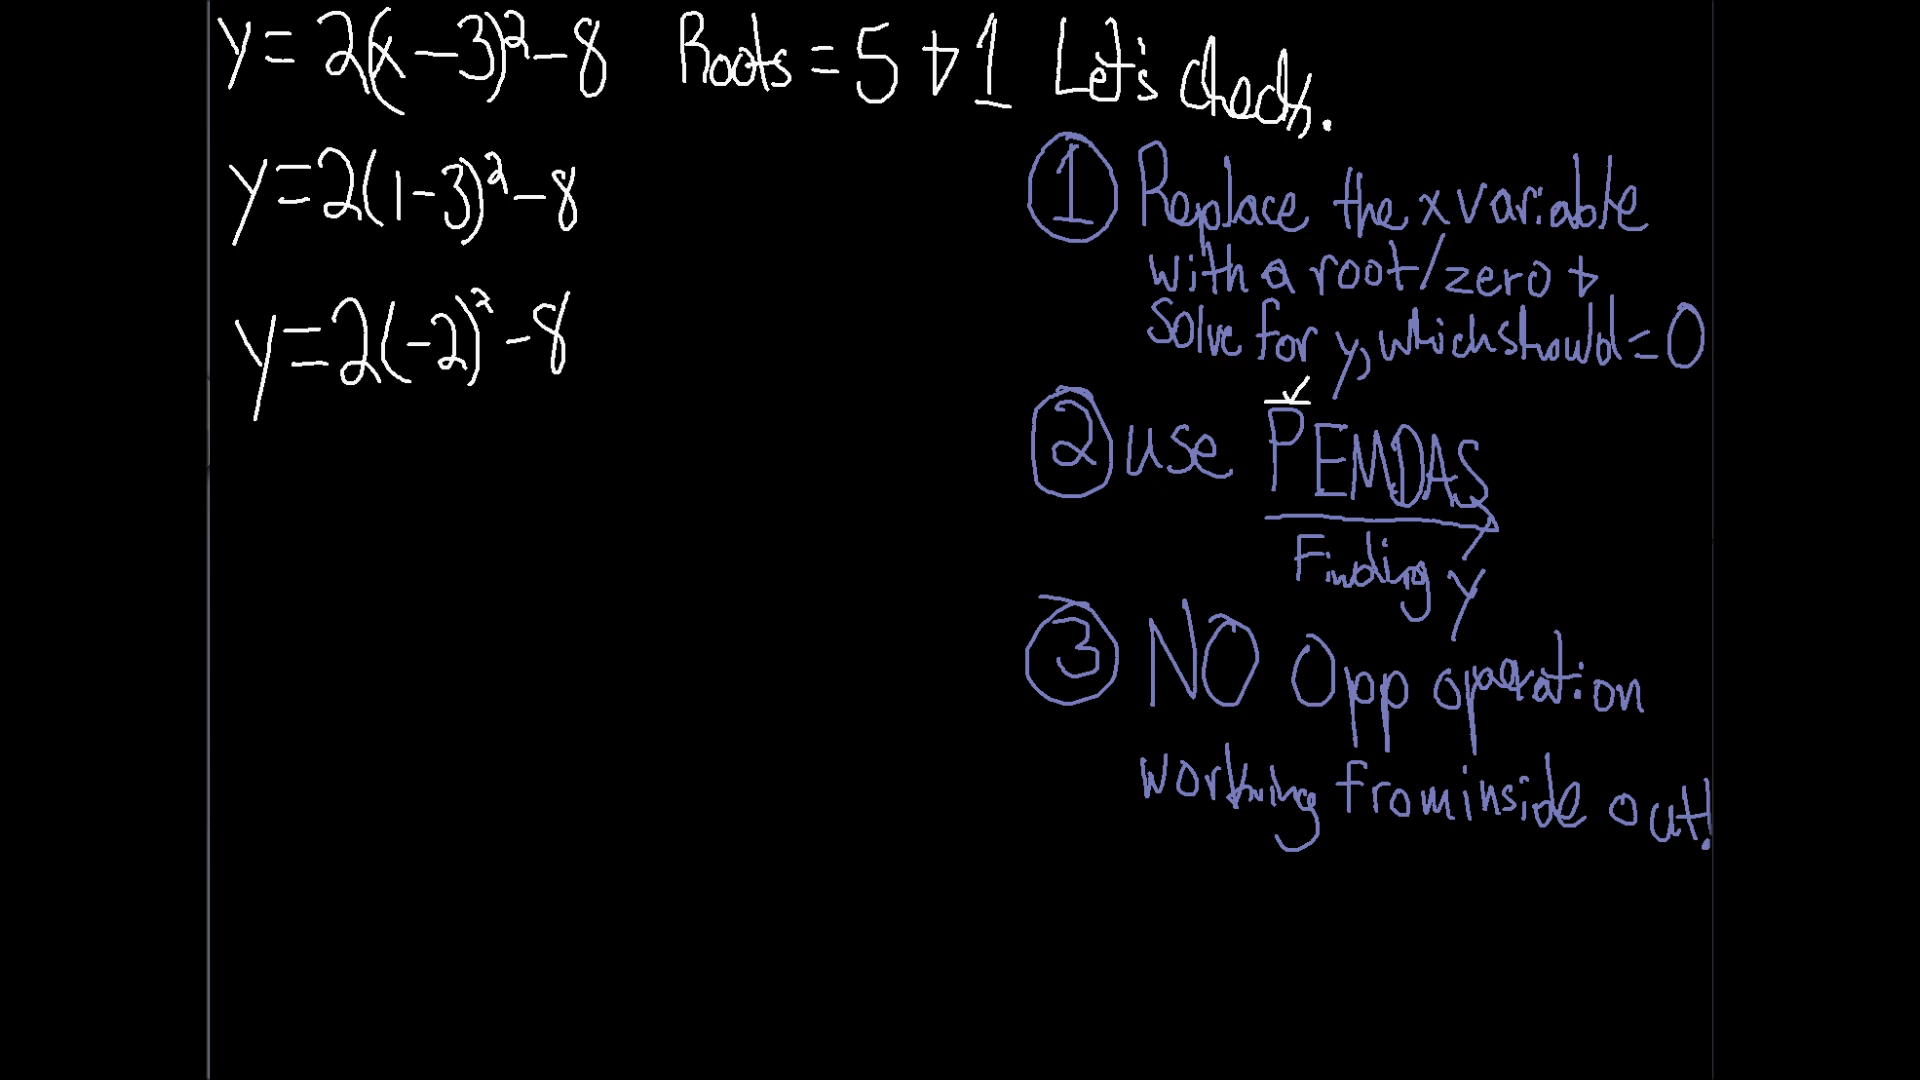 y = 2(x - 3)² - 8 Roots = 5 + 1 Let's check.
y = 2(1 - 3)² - 8
y = 2(-2)² - 8
① Replace the x variable
with a root/zero +
solve for y, which should = 0
✓
② use PEMDAS
Finding y
③ NO Opp operation
working from inside out!